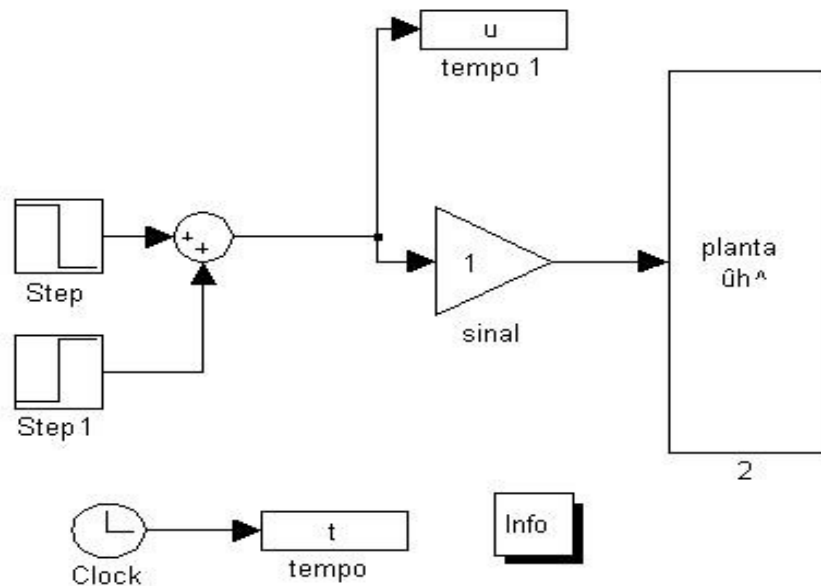 u
tempo 1
Step
+
+
1
sinal
planta
ûh^
Step 1
2
Clock
t
tempo
Info